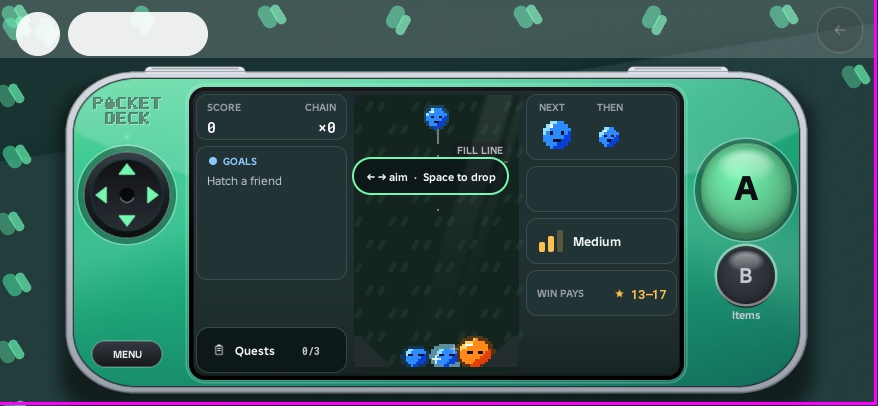 POCKET
DECK
SCORE
CHAIN
0
×0
GOALS
Hatch a friend
Quests
0/3
FILL LINE
←→ aim · Space to drop
NEXT
THEN
Medium
WIN PAYS
★ 13–17
MENU
A
B
Items